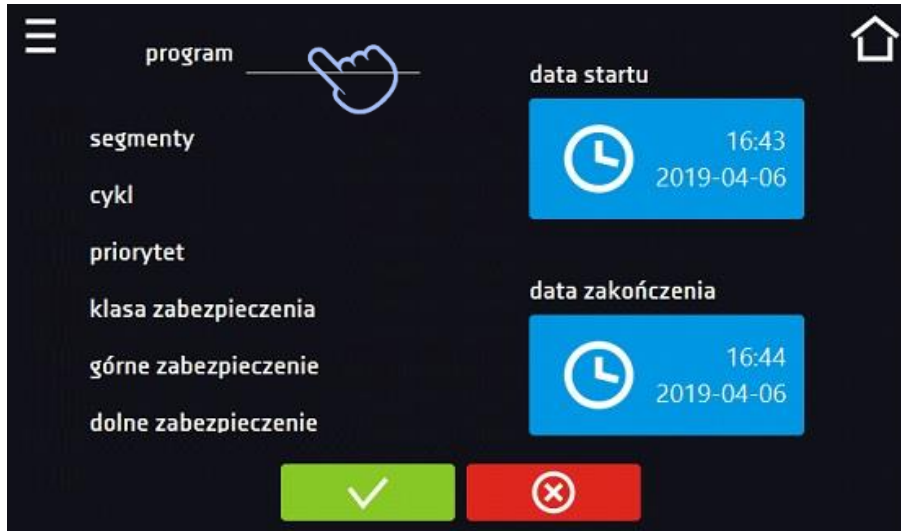 program
segmenty
cykl
priorytet
klasa zabezpieczenia
górne zabezpieczenie
dolne zabezpieczenie
data startu
16:43
2019-04-06
data zakończenia
16:44
2019-04-06